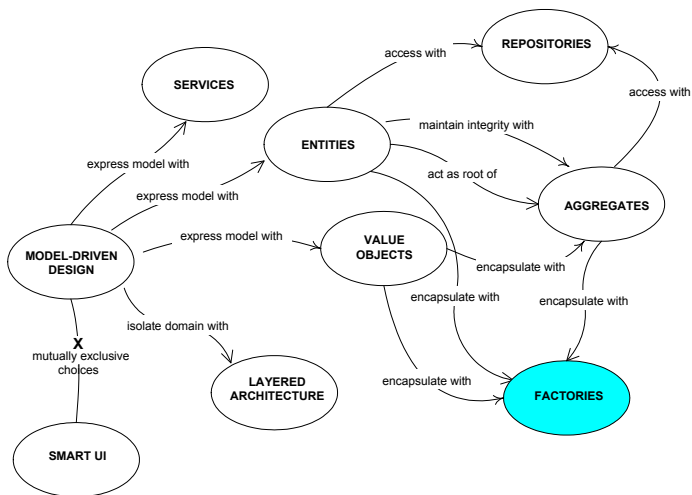 REPOSITORIES
access with
SERVICES
access with
maintain integrity with
ENTITIES
express model with
act as root of
express model with
AGGREGATES
express model with
VALUE
OBJECTS
MODEL-DRIVEN
DESIGN
encapsulate with
encapsulate with
encapsulate with
isolate domain with
X
mutually exclusive
choices
LAYERED
ARCHITECTURE
encapsulate with
FACTORIES
SMART UI